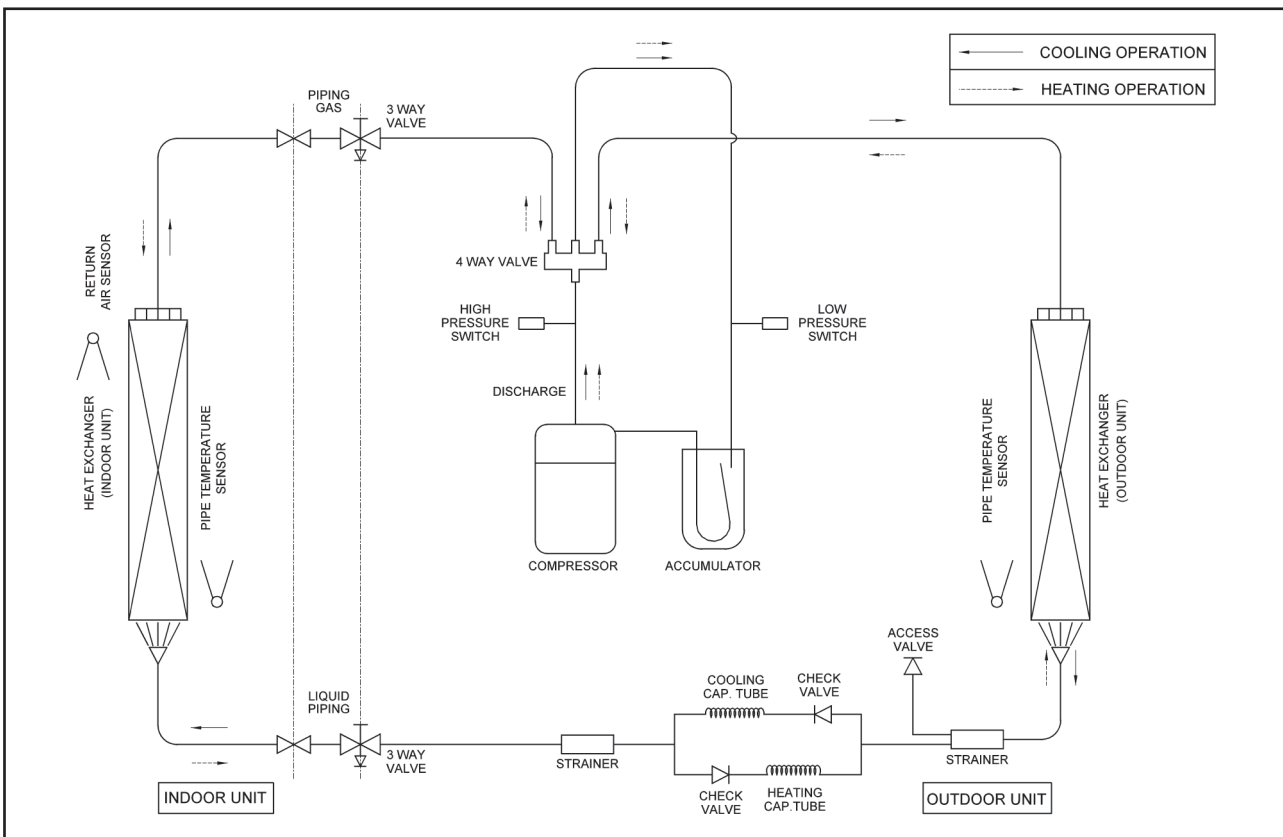 COOLING OPERATION
HEATING OPERATION
PIPING
GAS
3 WAY
VALVE
RETURN
AIR SENSOR
4 WAY VALVE
HIGH
PRESSURE
SWITCH
LOW
PRESSURE
SWITCH
DISCHARGE
HEAT EXCHANGER
(INDOOR UNIT)
PIPE TEMPERATURE
SENSOR
PIPE TEMPERATURE
SENSOR
HEAT EXCHANGER
(OUTDOOR UNIT)
COMPRESSOR
ACCUMULATOR
ACCESS
VALVE
LIQUID
PIPING
COOLING
CAP. TUBE
CHECK
VALVE
3 WAY
VALVE
STRAINER
STRAINER
CHECK
VALVE
HEATING
CAP.TUBE
INDOOR UNIT
OUTDOOR UNIT